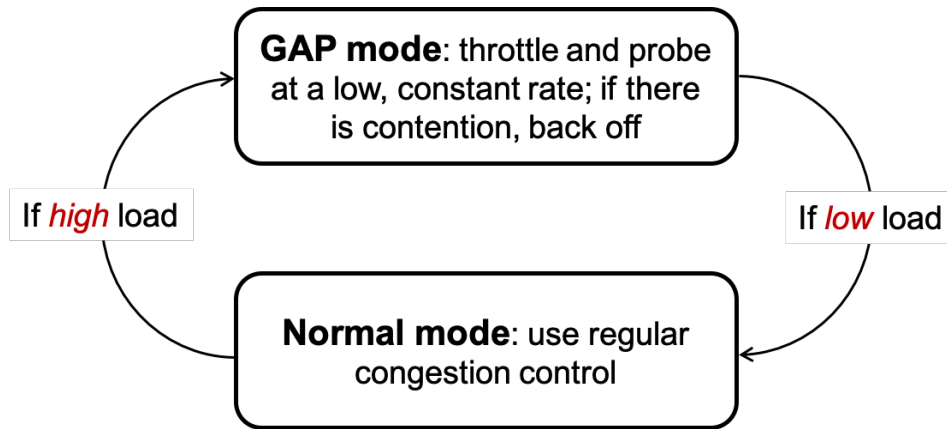 GAP mode: throttle and probe
at a low, constant rate; if there
is contention, back off
If high load
If low load
Normal mode: use regular
congestion control